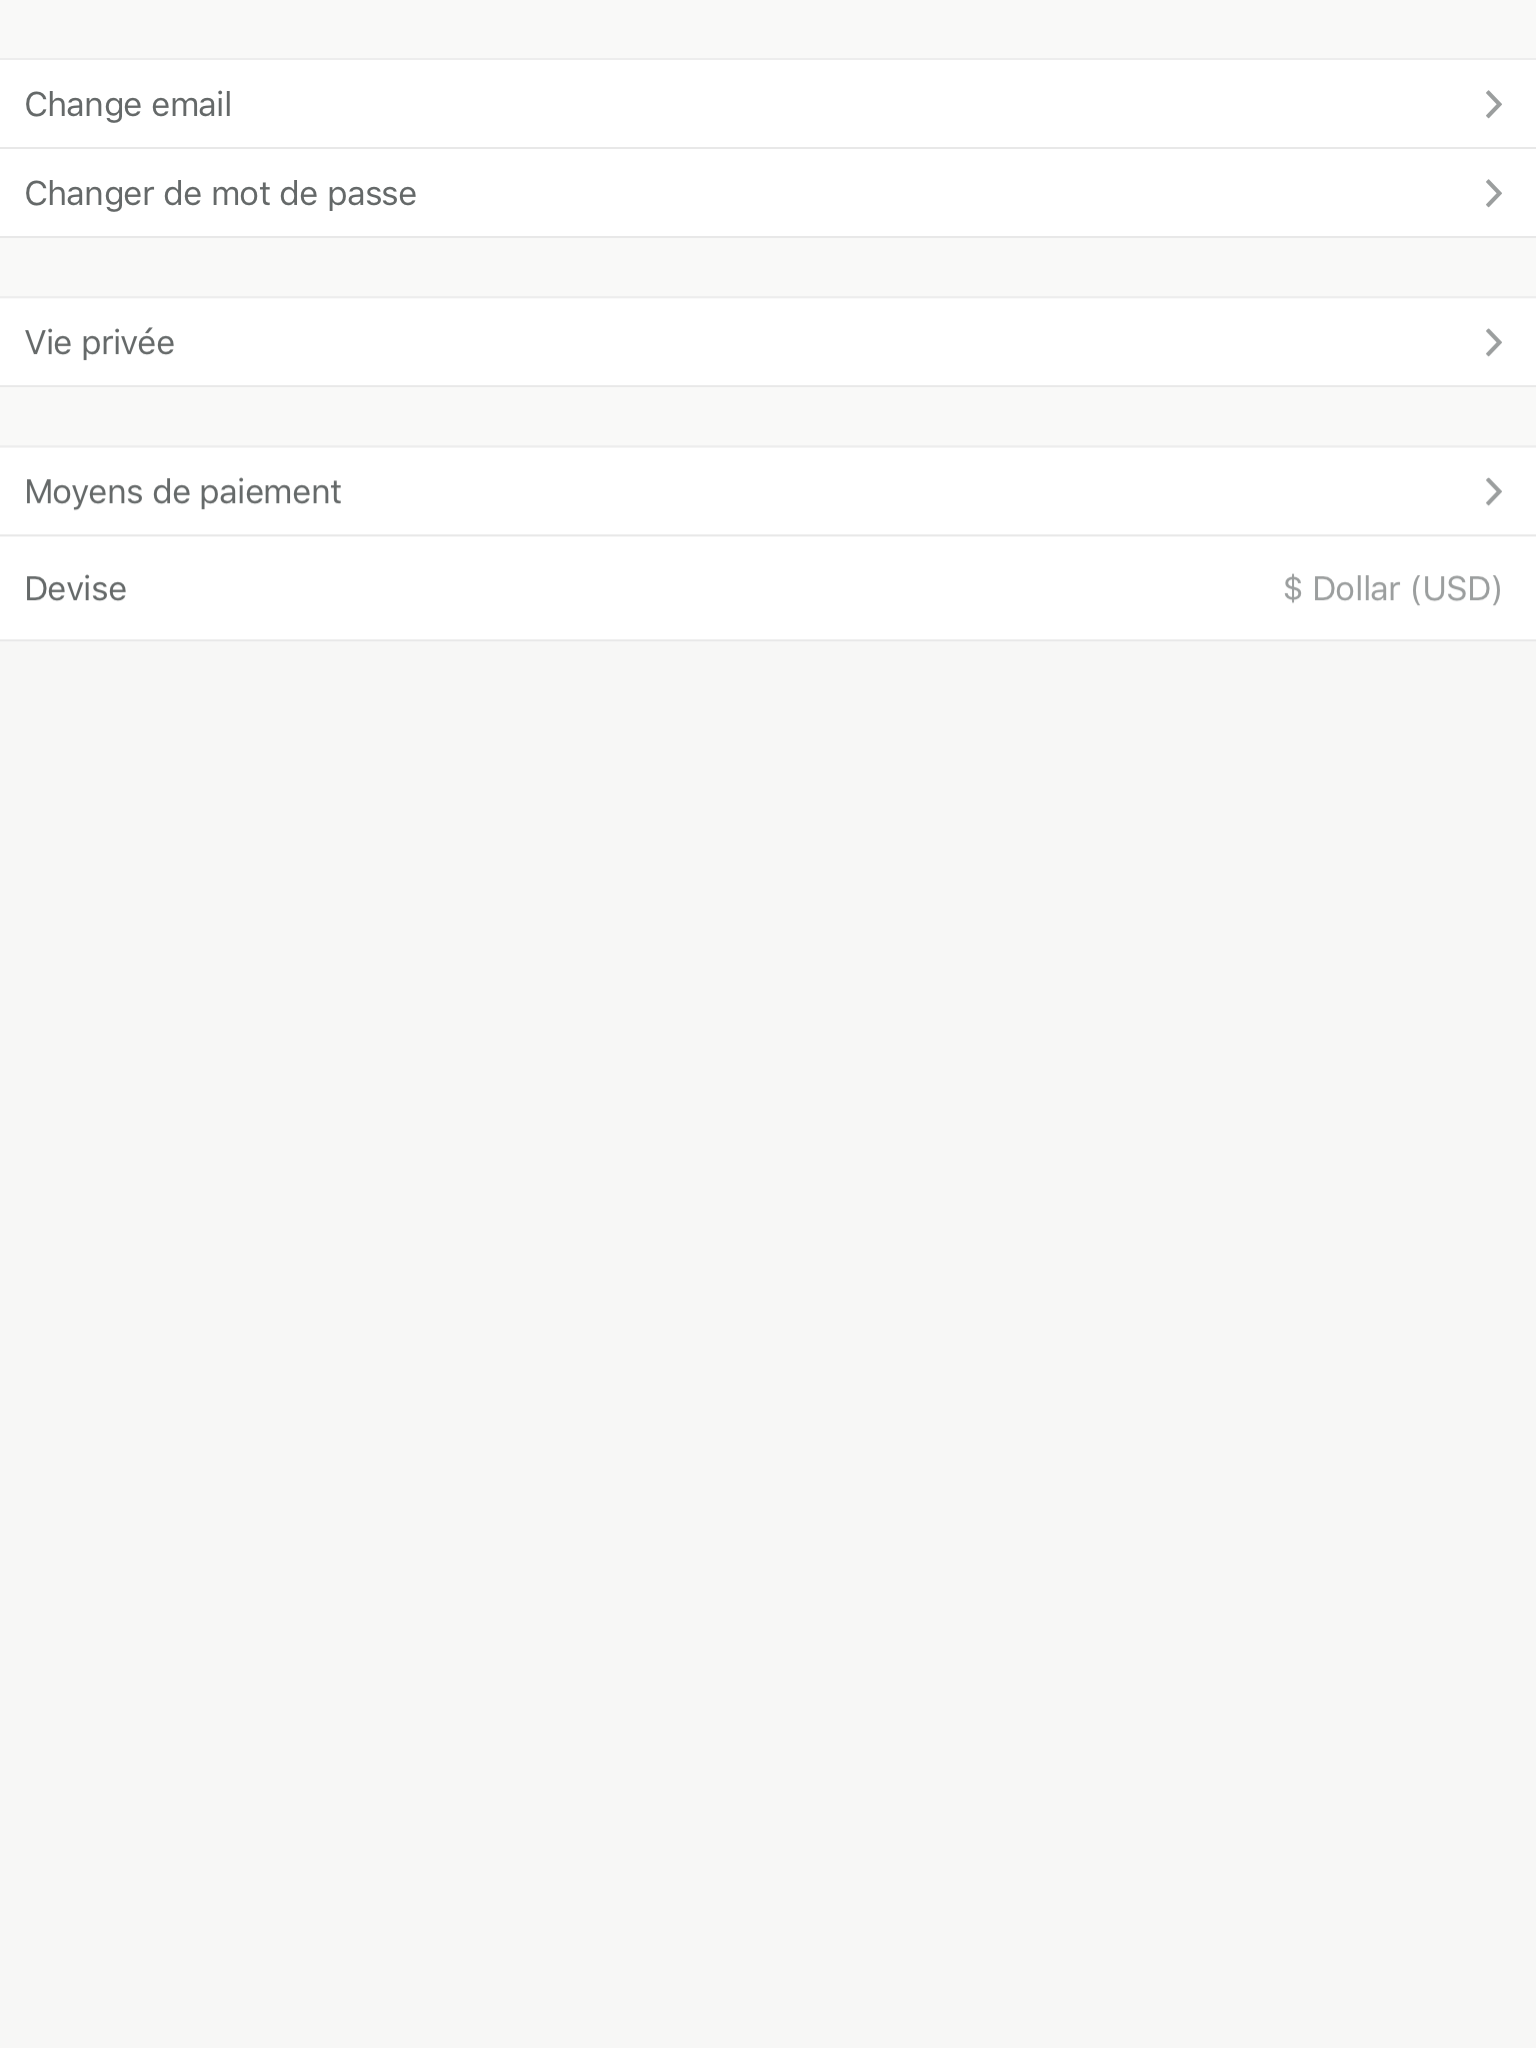 Change email
Changer de mot de passe
Vie privée
Moyens de paiement
Devise $ Dollar (USD)